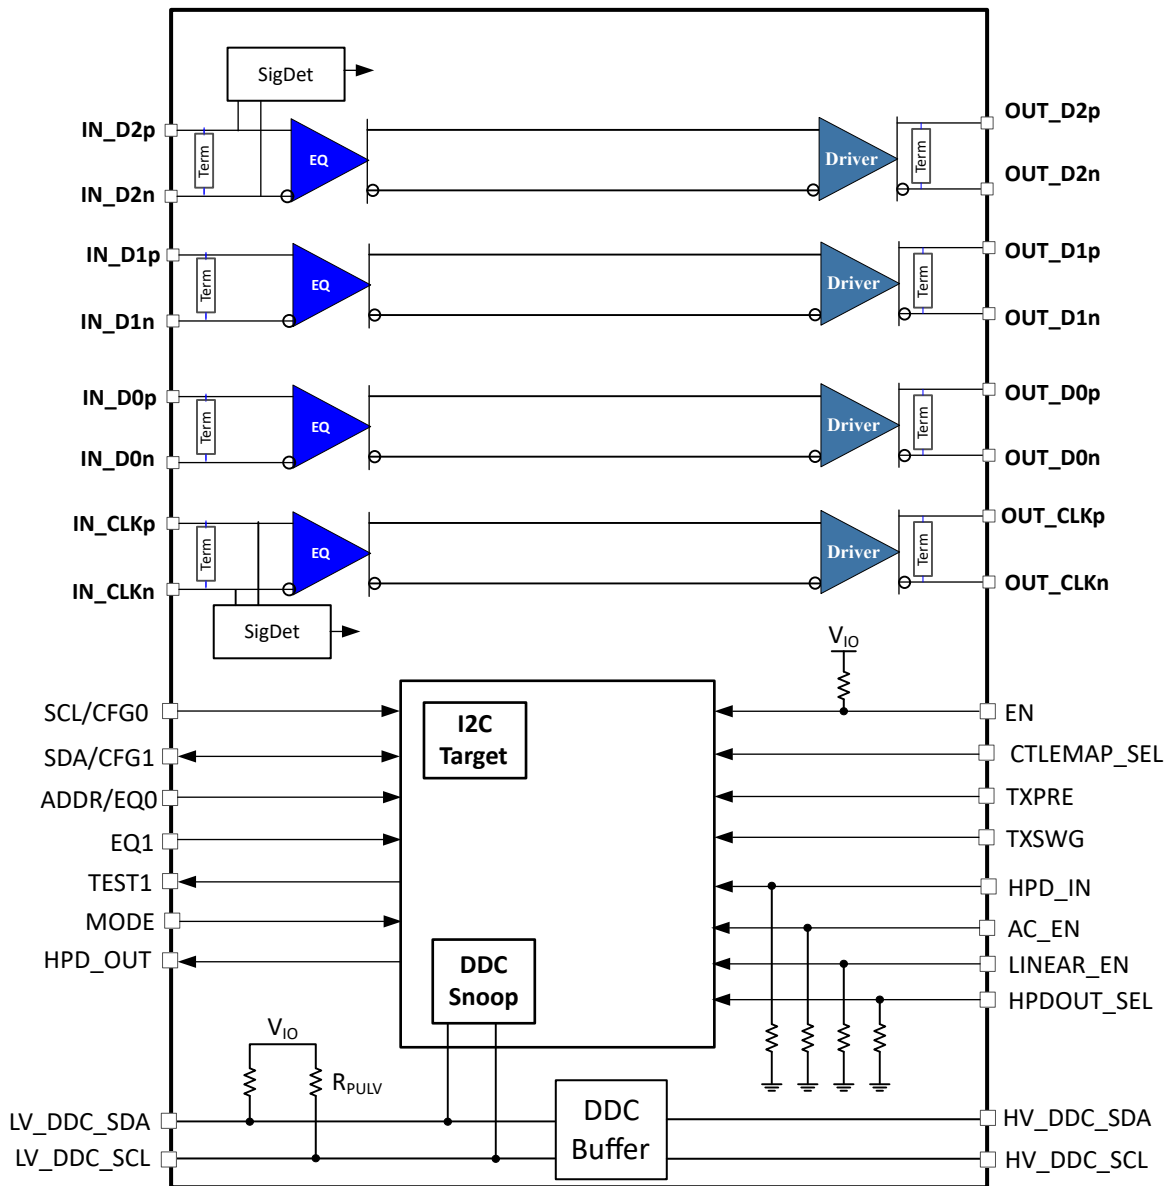 SigDet
IN_D2p
Term
IN_D2n
EQ
Driver
Term
OUT_D2p
OUT_D2n
IN_D1p
Term
IN_D1n
EQ
Driver
Term
OUT_D1p
OUT_D1n
IN_D0p
Term
IN_D0n
EQ
Driver
Term
OUT_D0p
OUT_D0n
IN_CLKp
Term
IN_CLKn
EQ
Driver
Term
OUT_CLKp
OUT_CLKn
SigDet
VIO
SCL/CFG0
SDA/CFG1
ADDR/EQ0
EQ1
TEST1
MODE
HPD_OUT
I2C
Target
DDC
Snoop
EN
CTLEMAP_SEL
TXPRE
TXSWG
HPD_IN
AC_EN
LINEAR_EN
HPDOUT_SEL
VIO
RPULV
LV_DDC_SDA
LV_DDC_SCL
DDC
Buffer
HV_DDC_SDA
HV_DDC_SCL